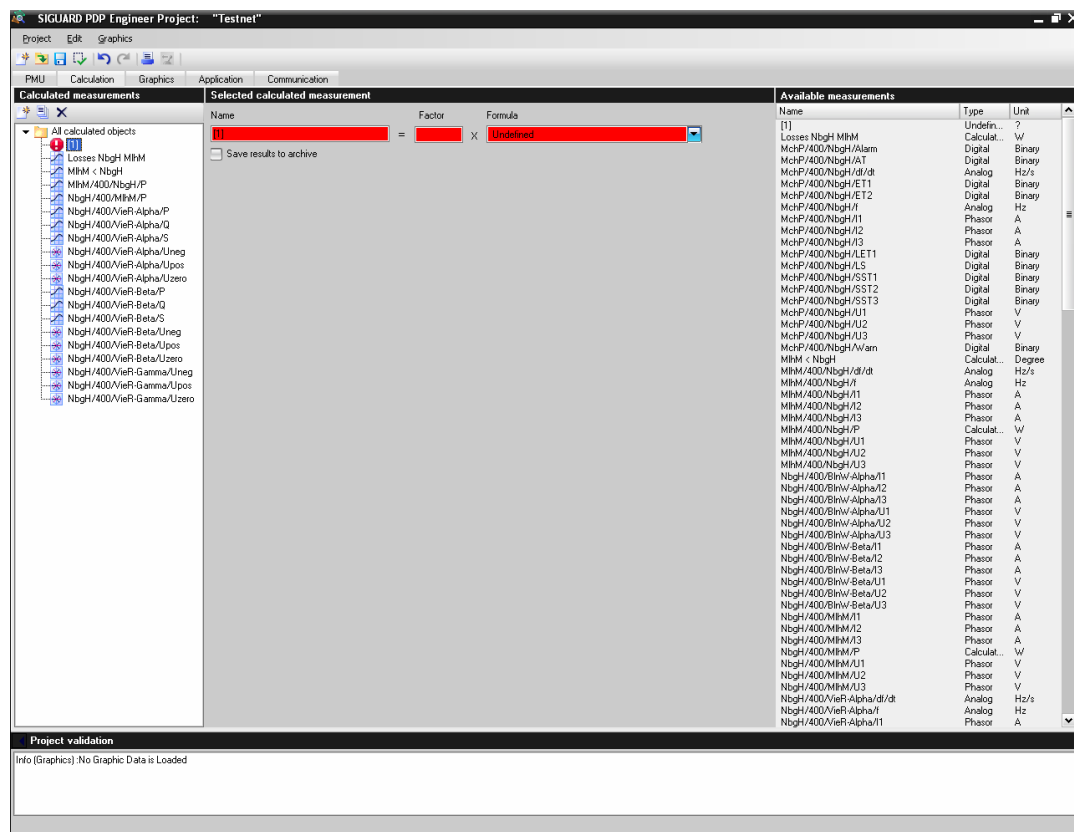 SIGUARD PDP Engineer Project: "Testnet"
Project Edit Graphics
PMU Calculation Graphics Application Communication
Calculated measurements
All calculated objects
[1]
Losses NbgH MlhM
MlhM < NbgH
MlhM/400/NbgH/P
NbgH/400/MlhM/P
NbgH/400/VieR-Alpha/P
NbgH/400/VieR-Alpha/Q
NbgH/400/VieR-Alpha/S
NbgH/400/VieR-Alpha/Uneg
NbgH/400/VieR-Alpha/Upos
NbgH/400/VieR-Alpha/Uzero
NbgH/400/VieR-Beta/P
NbgH/400/VieR-Beta/Q
NbgH/400/VieR-Beta/S
NbgH/400/VieR-Beta/Uneg
NbgH/400/VieR-Beta/Upos
NbgH/400/VieR-Beta/Uzero
NbgH/400/VieR-Gamma/Uneg
NbgH/400/VieR-Gamma/Upos
NbgH/400/VieR-Gamma/Uzero
Selected calculated measurement
Name Factor Formula
[1] = X Undefined
Save results to archive
Available measurements
Name Type Unit
[1] Undefin... ?
Losses NbgH MlhM Calculat... W
MchP/400/NbgH/Alarm Digital Binary
MchP/400/NbgH/AT Digital Binary
MchP/400/NbgH/df/dt Analog Hz/s
MchP/400/NbgH/ET1 Digital Binary
MchP/400/NbgH/ET2 Digital Binary
MchP/400/NbgH/f Analog Hz
MchP/400/NbgH/I1 Phasor A
MchP/400/NbgH/I2 Phasor A
MchP/400/NbgH/I3 Phasor A
MchP/400/NbgH/LET1 Digital Binary
MchP/400/NbgH/LS Digital Binary
MchP/400/NbgH/SST1 Digital Binary
MchP/400/NbgH/SST2 Digital Binary
MchP/400/NbgH/SST3 Digital Binary
MchP/400/NbgH/U1 Phasor V
MchP/400/NbgH/U2 Phasor V
MchP/400/NbgH/U3 Phasor V
MchP/400/NbgH/Warn Digital Binary
MlhM < NbgH Calculat... Degree
MlhM/400/NbgH/df/dt Analog Hz/s
MlhM/400/NbgH/f Analog Hz
MlhM/400/NbgH/I1 Phasor A
MlhM/400/NbgH/I2 Phasor A
MlhM/400/NbgH/I3 Phasor A
MlhM/400/NbgH/P Calculat... W
MlhM/400/NbgH/U1 Phasor V
MlhM/400/NbgH/U2 Phasor V
MlhM/400/NbgH/U3 Phasor V
NbgH/400/BlnW-Alpha/I1 Phasor A
NbgH/400/BlnW-Alpha/I2 Phasor A
NbgH/400/BlnW-Alpha/I3 Phasor A
NbgH/400/BlnW-Alpha/U1 Phasor V
NbgH/400/BlnW-Alpha/U2 Phasor V
NbgH/400/BlnW-Alpha/U3 Phasor V
NbgH/400/BlnW-Beta/I1 Phasor A
NbgH/400/BlnW-Beta/I2 Phasor A
NbgH/400/BlnW-Beta/I3 Phasor A
NbgH/400/BlnW-Beta/U1 Phasor V
NbgH/400/BlnW-Beta/U2 Phasor V
NbgH/400/BlnW-Beta/U3 Phasor V
NbgH/400/MlhM/I1 Phasor A
NbgH/400/MlhM/I2 Phasor A
NbgH/400/MlhM/I3 Phasor A
NbgH/400/MlhM/P Calculat... W
NbgH/400/MlhM/U1 Phasor V
NbgH/400/MlhM/U2 Phasor V
NbgH/400/MlhM/U3 Phasor V
NbgH/400/VieR-Alpha/df/dt Analog Hz/s
NbgH/400/VieR-Alpha/f Analog Hz
NbgH/400/VieR-Alpha/I1 Phasor A
Project validation
Info (Graphics) :No Graphic Data is Loaded